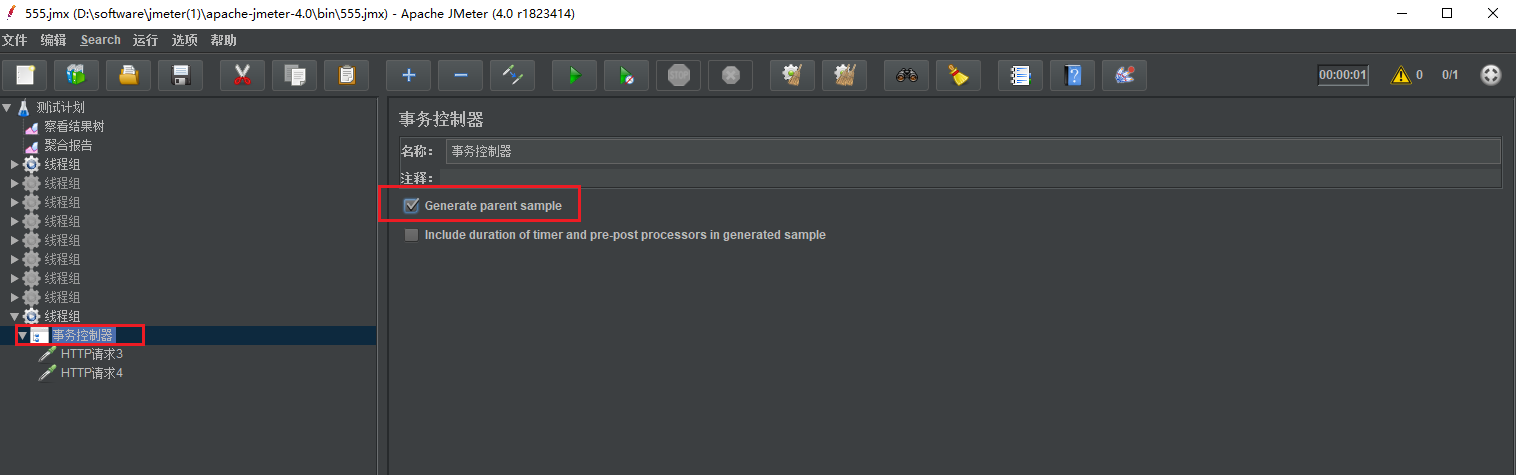 555.jmx (D:\software\jmeter(1)\apache-jmeter-4.0\bin\555.jmx) - Apache JMeter (4.0 r1823414)
文件 编辑 Search 运行 选项 帮助
STOP 00:00:01 0 0/1
测试计划
察看结果树
聚合报告
线程组
线程组
线程组
线程组
线程组
线程组
线程组
线程组
线程组
事务控制器
HTTP请求3
HTTP请求4
事务控制器
名称： 事务控制器
注释：
Generate parent sample
Include duration of timer and pre-post processors in generated sample